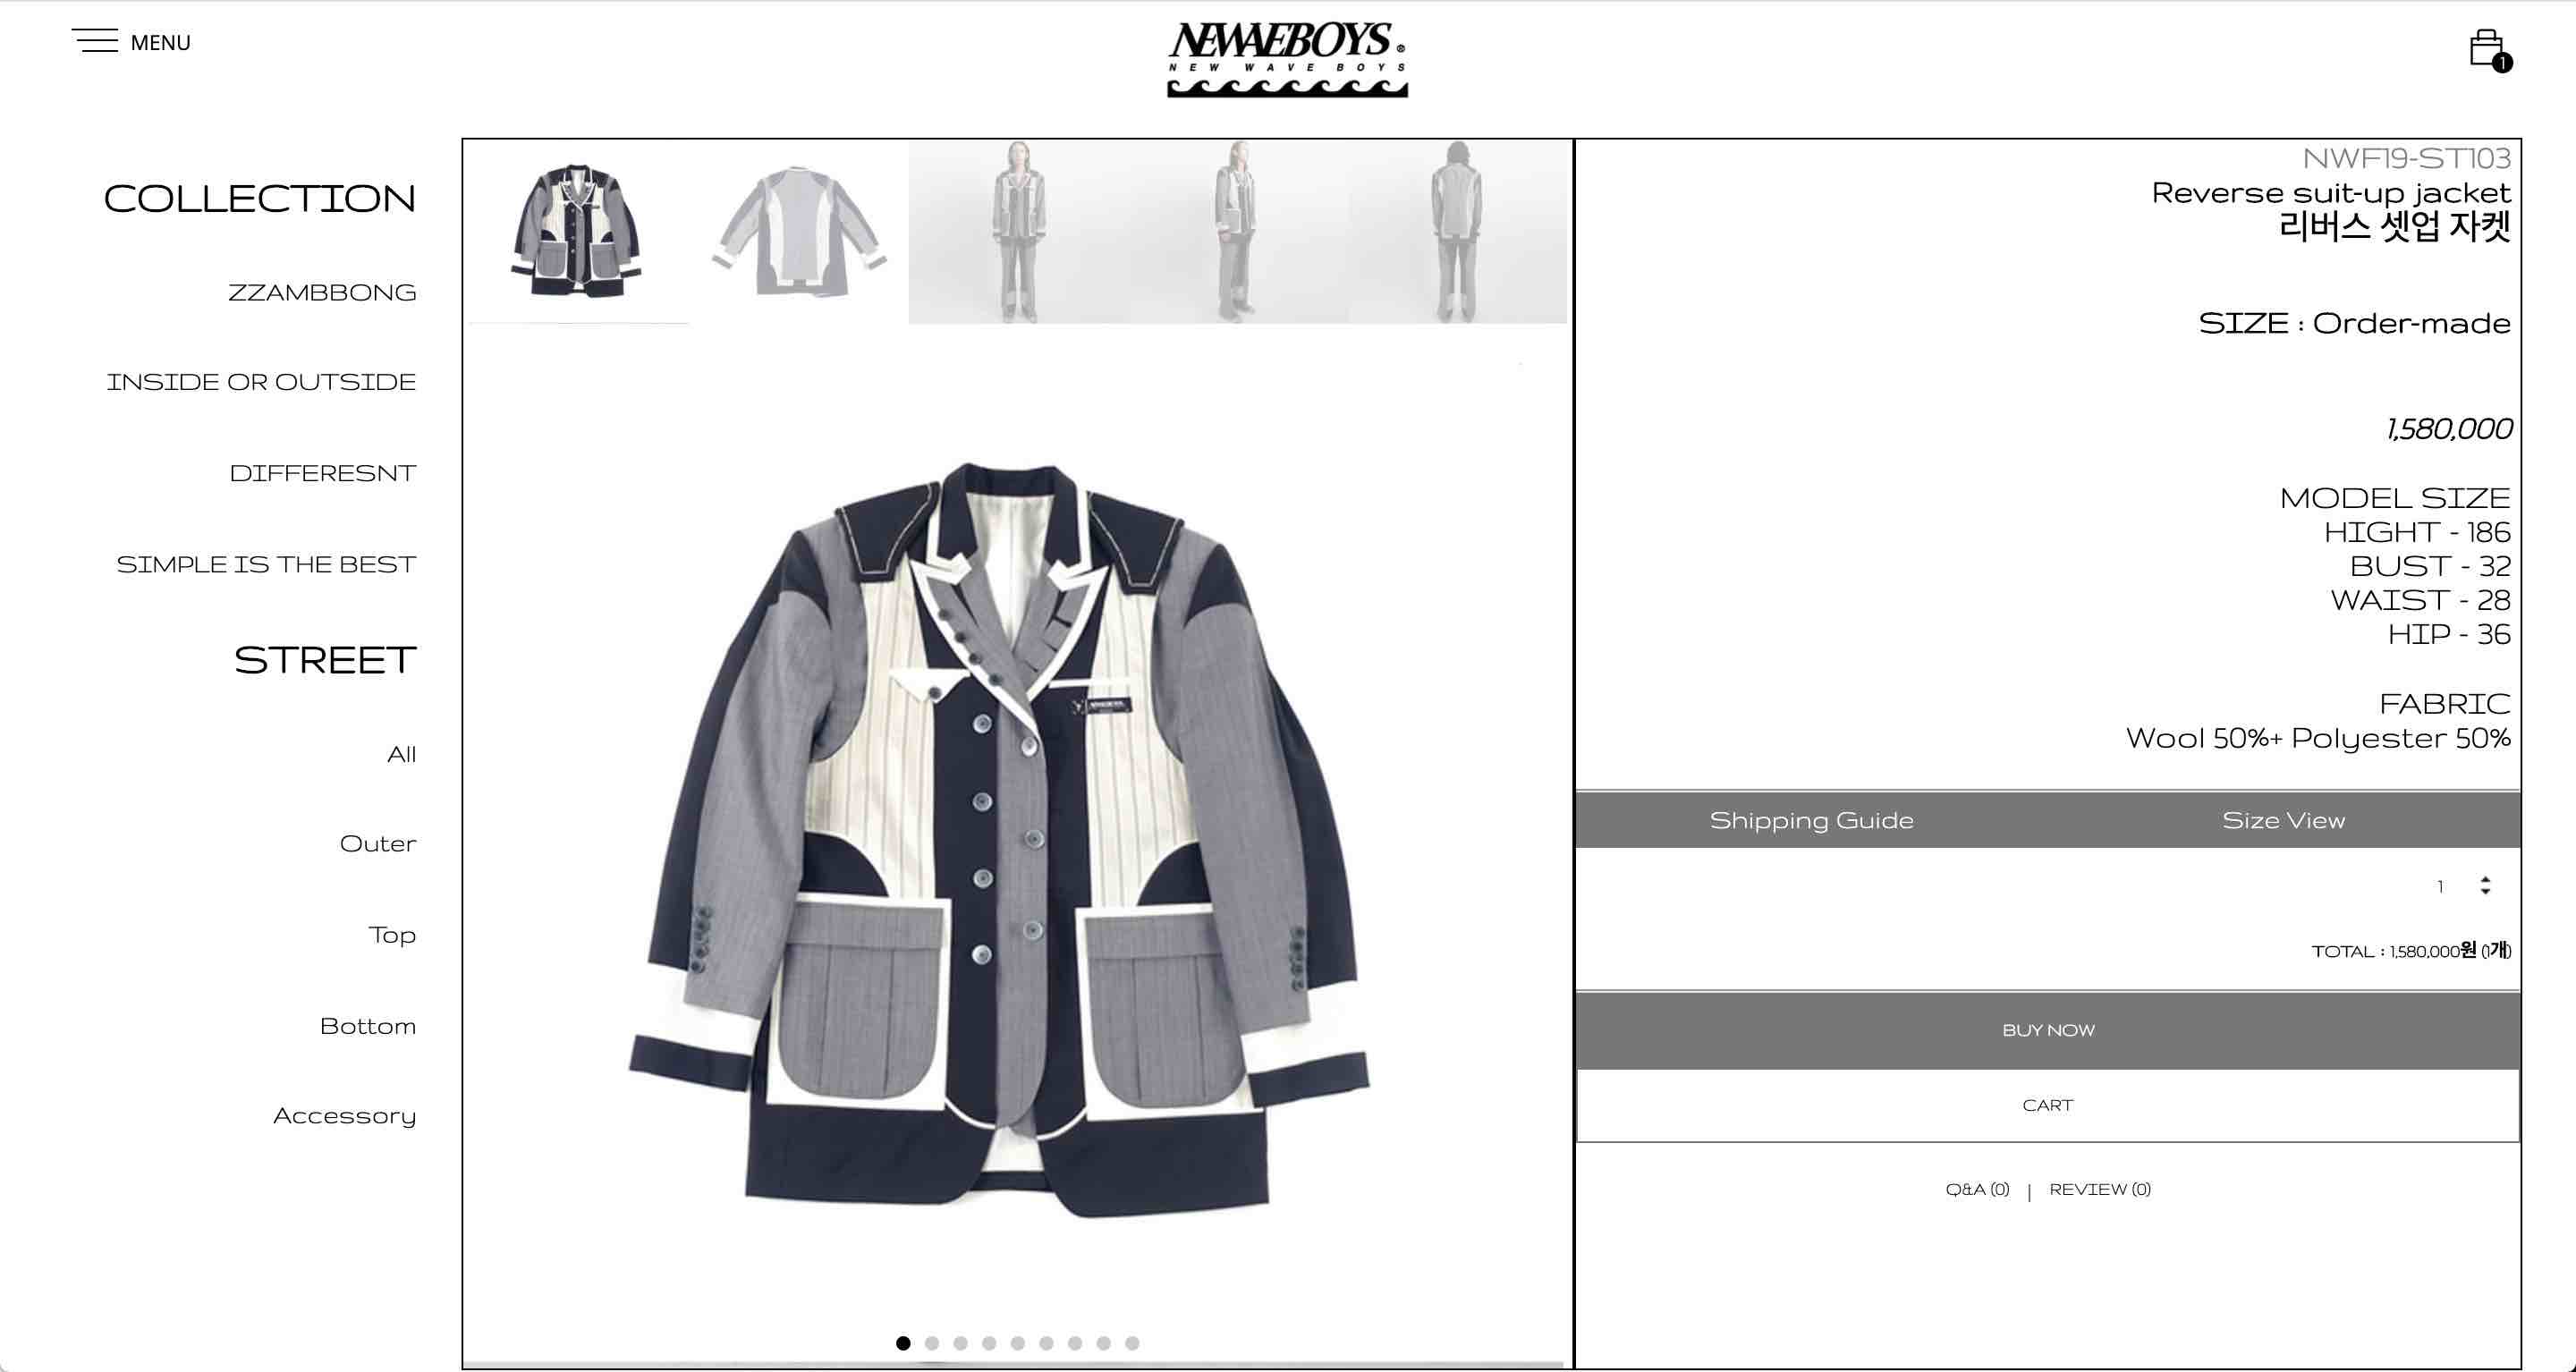 MENU
NEWAEBOYS®
NEW WAVE BOYS
1
COLLECTION
ZZAMBBONG
INSIDE OR OUTSIDE
DIFFERESNT
SIMPLE IS THE BEST
STREET
All
Outer
Top
Bottom
Accessory
NWF19-ST103
Reverse suit-up jacket
리버스 셋업 자켓
SIZE : Order-made
1,580,000
MODEL SIZE
HIGHT - 186
BUST - 32
WAIST - 28
HIP - 36
FABRIC
Wool 50%+ Polyester 50%
Shipping Guide Size View
1
TOTAL : 1,580,000원 (1개)
BUY NOW
CART
Q&A (0) | REVIEW (0)